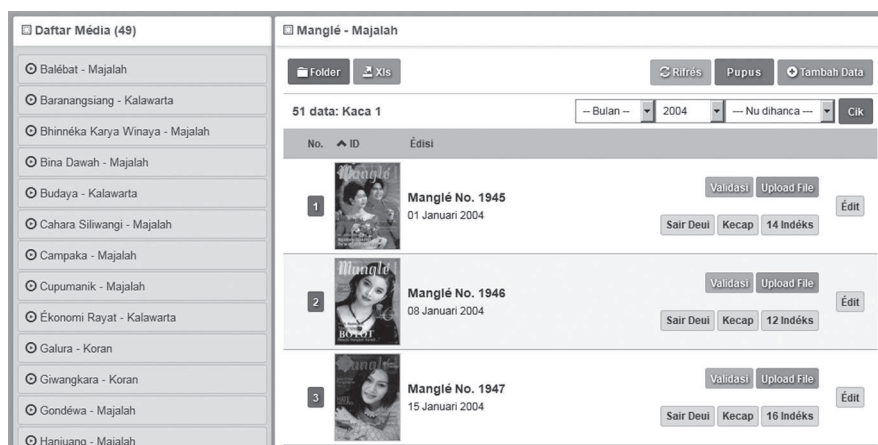 Daftar Média (49)
Balébat - Majalah
Baranangsiang - Kalawarta
Bhinnéka Karya Winaya - Majalah
Bina Dawah - Majalah
Budaya - Kalawarta
Cahara Siliwangi - Majalah
Campaka - Majalah
Cupumanik - Majalah
Ékonomi Rayat - Kalawarta
Galura - Koran
Giwangkara - Koran
Gondéwa - Majalah
Hanjuang - Majalah
Manglé - Majalah
Folder Xls Rifrés Pupus Tambah Data
51 data: Kaca 1 -- Bulan -- 2004 --- Nu dihanca --- Cik
No. ID Édisi
Manglé
1 Manglé No. 1945 Validasi Upload File
01 Januari 2004 Sair Deui Kecap 14 Indéks Édit
Manglé
BOTOT
2 Manglé No. 1946 Validasi Upload File
08 Januari 2004 Sair Deui Kecap 12 Indéks Édit
Manglé
3 Manglé No. 1947 Validasi Upload File
15 Januari 2004 Sair Deui Kecap 16 Indéks Édit